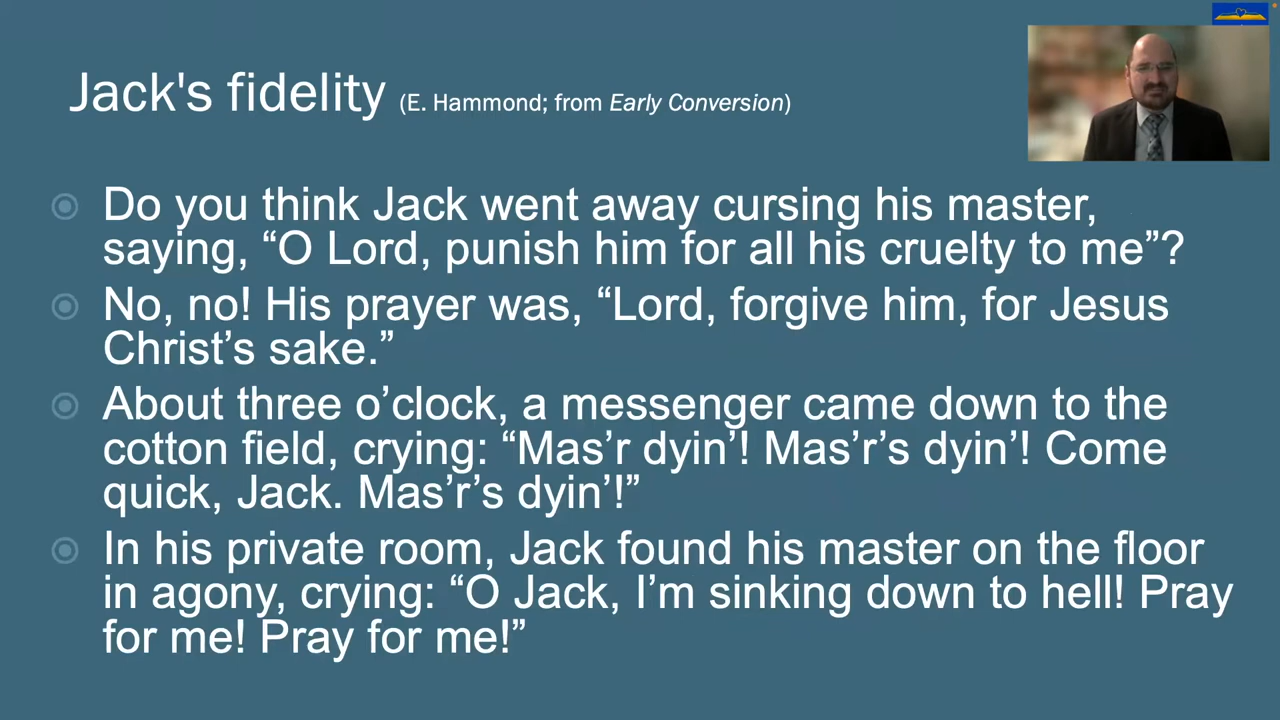 Jack's fidelity (E. Hammond; from Early Conversion)
Do you think Jack went away cursing his master,
saying, “O Lord, punish him for all his cruelty to me”?
No, no! His prayer was, “Lord, forgive him, for Jesus
Christ’s sake.”
About three o’clock, a messenger came down to the
cotton field, crying: “Mas’r dyin’! Mas’r’s dyin’! Come
quick, Jack. Mas’r’s dyin’!”
In his private room, Jack found his master on the floor
in agony, crying: “O Jack, I’m sinking down to hell! Pray
for me! Pray for me!”